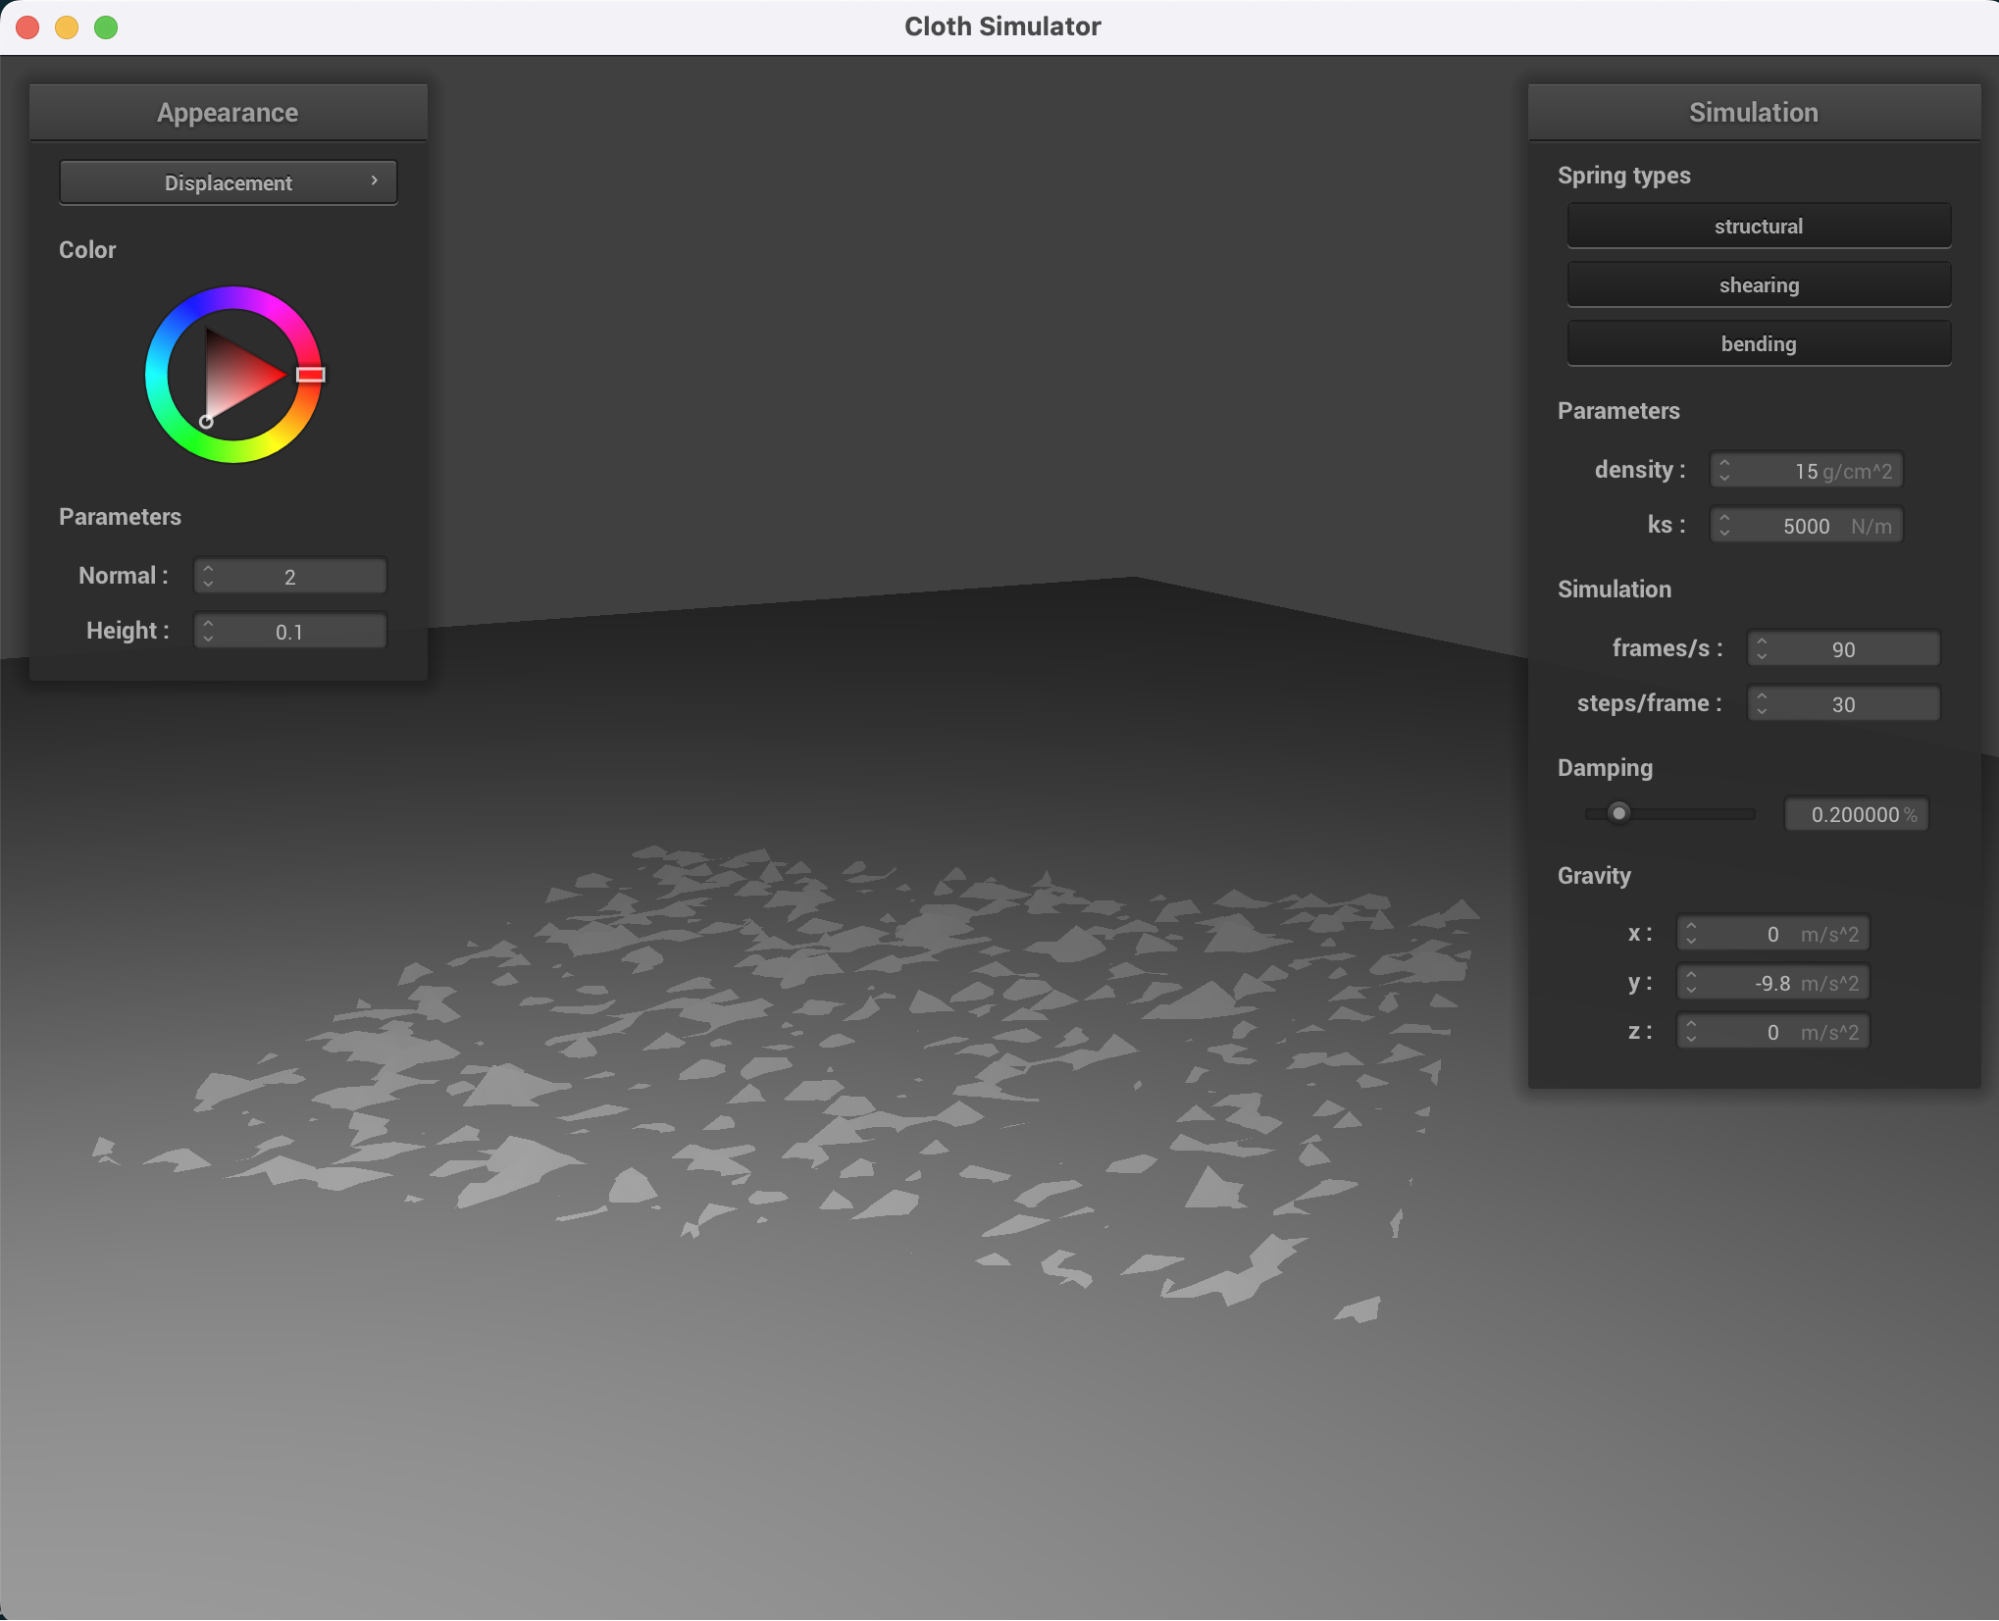 Cloth Simulator
Appearance
Displacement
Color
Parameters
Normal : 2
Height : 0.1
Simulation
Spring types
structural
shearing
bending
Parameters
density : 15 g/cm^2
ks : 5000 N/m
Simulation
frames/s : 90
steps/frame : 30
Damping
0.200000 %
Gravity
x : 0 m/s^2
y : -9.8 m/s^2
z : 0 m/s^2